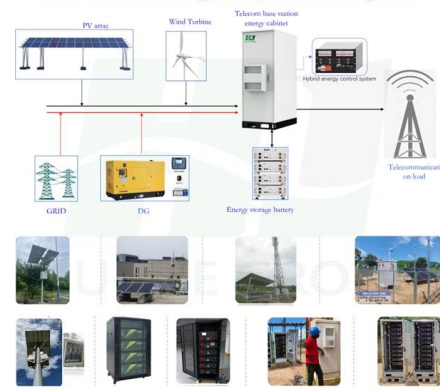 PV array
Wind Turbine
Telecom base station
energy cabinet
Hybrid energy control system
Telecommunicati
on load
GRID
DG
Energy storage battery